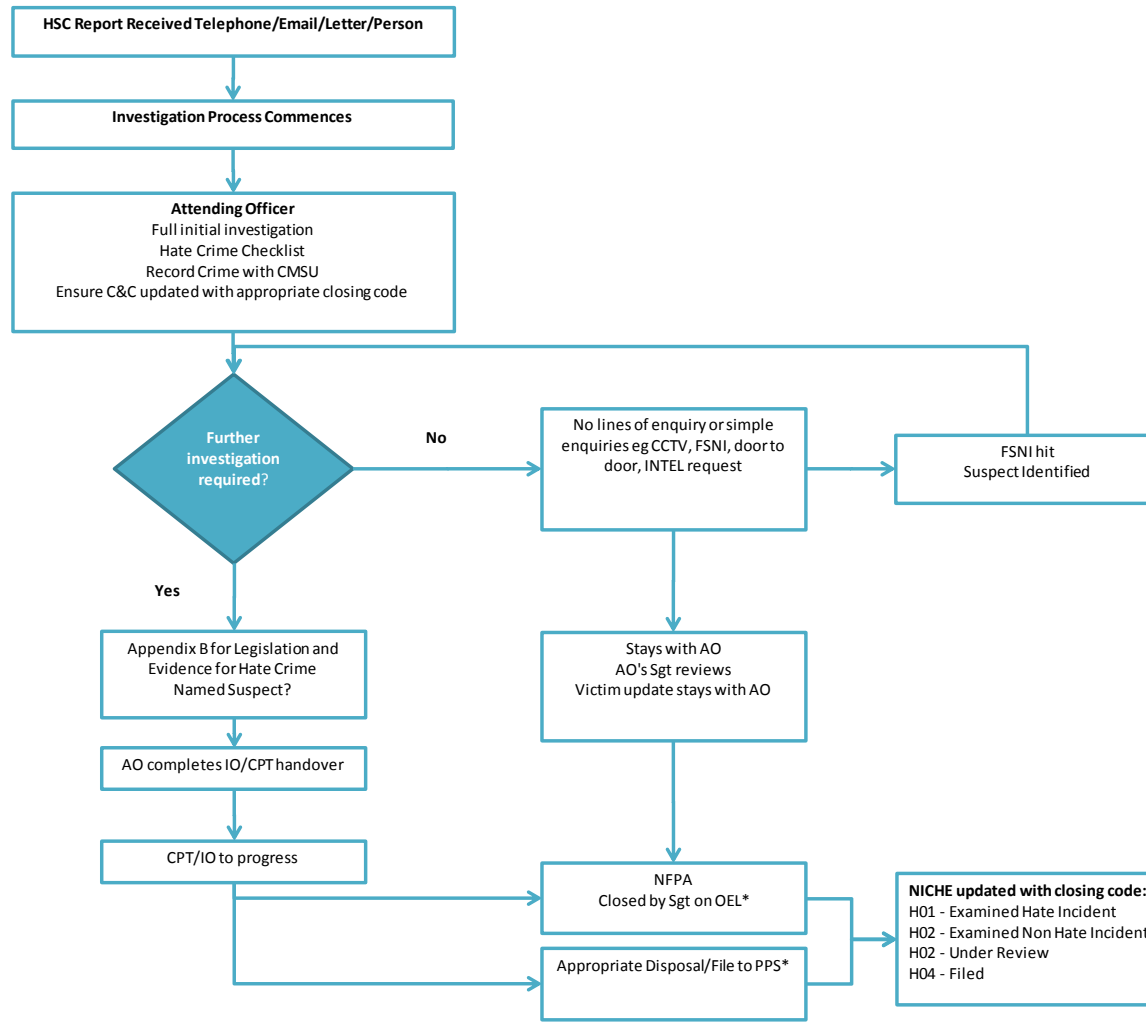 HSC Report Received Telephone/Email/Letter/Person
Investigation Process Commences
Attending Officer
Full initial investigation
Hate Crime Checklist
Record Crime with CMSU
Ensure C&C updated with appropriate closing code
Further
investigation
required?
No
No lines of enquiry or simple
enquiries eg CCTV, FSNI, door to
door, INTEL request
FSNI hit
Suspect Identified
Yes
Appendix B for Legislation and
Evidence for Hate Crime
Named Suspect?
Stays with AO
AO's Sgt reviews
Victim update stays with AO
AO completes IO/CPT handover
CPT/IO to progress
NFPA
Closed by Sgt on OEL*
Appropriate Disposal/File to PPS*
NICHE updated with closing code:
H01 - Examined Hate Incident
H02 - Examined Non Hate Incident
H02 - Under Review
H04 - Filed